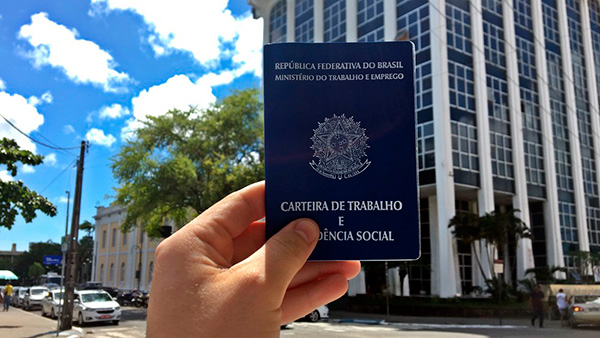 REPÚBLICA FEDERATIVA DO BRASIL
MINISTÉRIO DO TRABALHO E EMPREGO
CARTEIRA DE TRABALHO
E
DÊNCIA SOCIAL